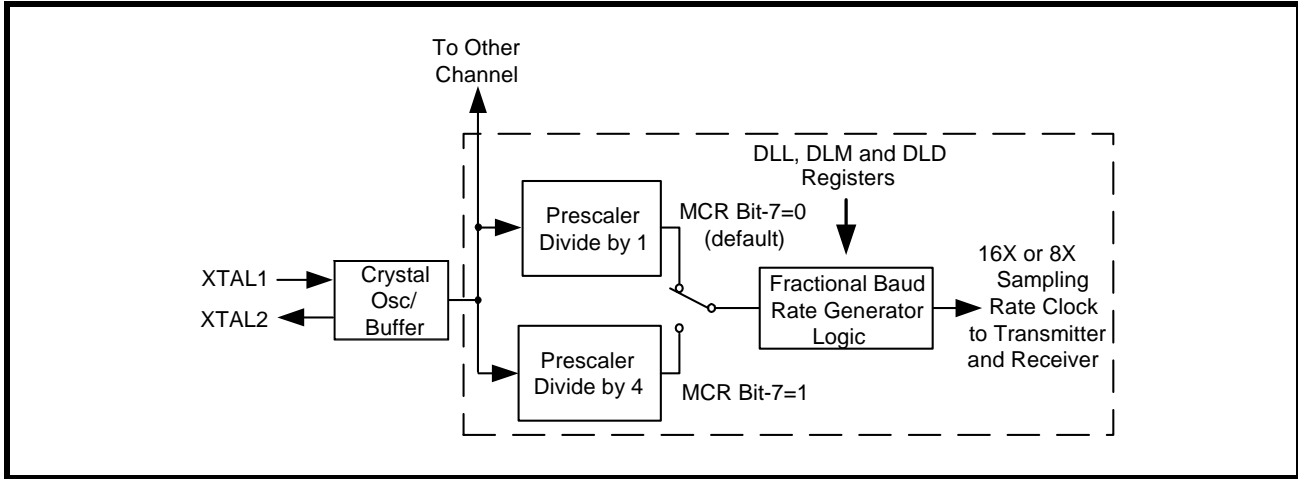 To Other
Channel
DLL, DLM and DLD
Registers
Prescaler
Divide by 1
MCR Bit-7=0
(default)
XTAL1
XTAL2
Crystal
Osc/
Buffer
Fractional Baud
Rate Generator
Logic
16X or 8X
Sampling
Rate Clock
to Transmitter
and Receiver
Prescaler
Divide by 4
MCR Bit-7=1